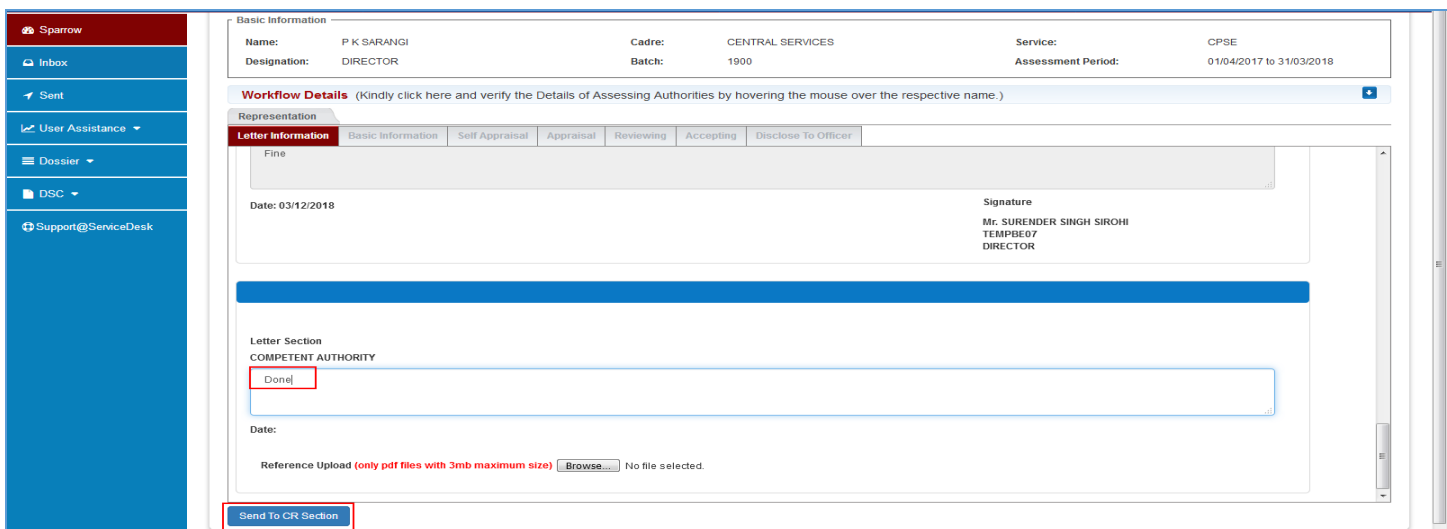 Sparrow
Inbox
Sent
User Assistance
Dossier
DSC
Support@ServiceDesk
Basic Information
Name: P K SARANGI Cadre: CENTRAL SERVICES Service: CPSE
Designation: DIRECTOR Batch: 1900 Assessment Period: 01/04/2017 to 31/03/2018
Workflow Details (Kindly click here and verify the Details of Assessing Authorities by hovering the mouse over the respective name.)
Representation
Letter Information Basic Information Self Appraisal Appraisal Reviewing Accepting Disclose To Officer
Fine
Date: 03/12/2018 Signature
Mr. SURENDER SINGH SIROHI
TEMPBE07
DIRECTOR
Letter Section
COMPETENT AUTHORITY
Done
Date:
Reference Upload (only pdf files with 3mb maximum size) Browse... No file selected.
Send To CR Section